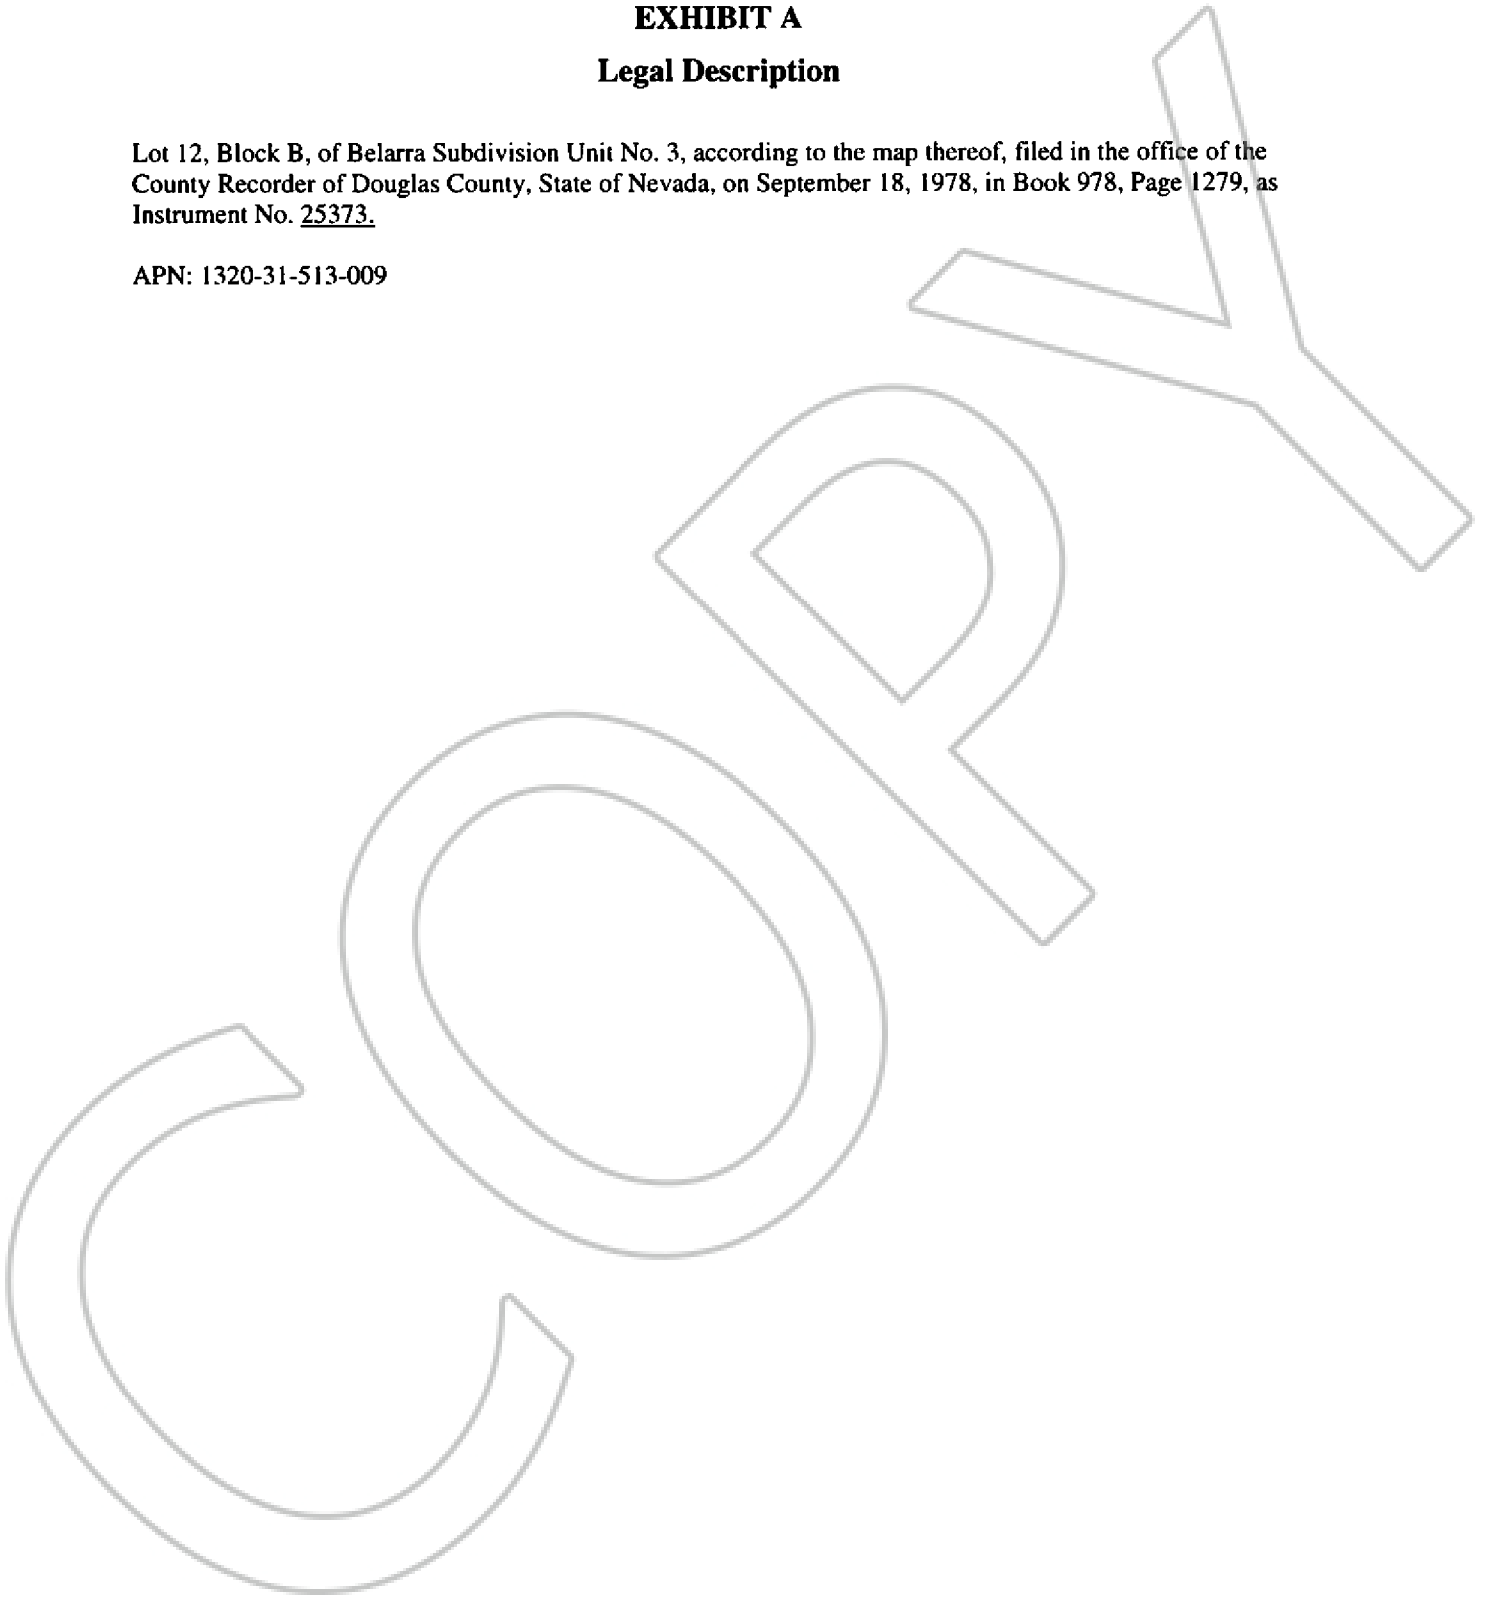 EXHIBIT A
Legal Description
Lot 12, Block B, of Belarra Subdivision Unit No. 3, according to the map thereof, filed in the office of the
County Recorder of Douglas County, State of Nevada, on September 18, 1978, in Book 978, Page 1279, as
Instrument No. 25373.
APN: 1320-31-513-009
COPY